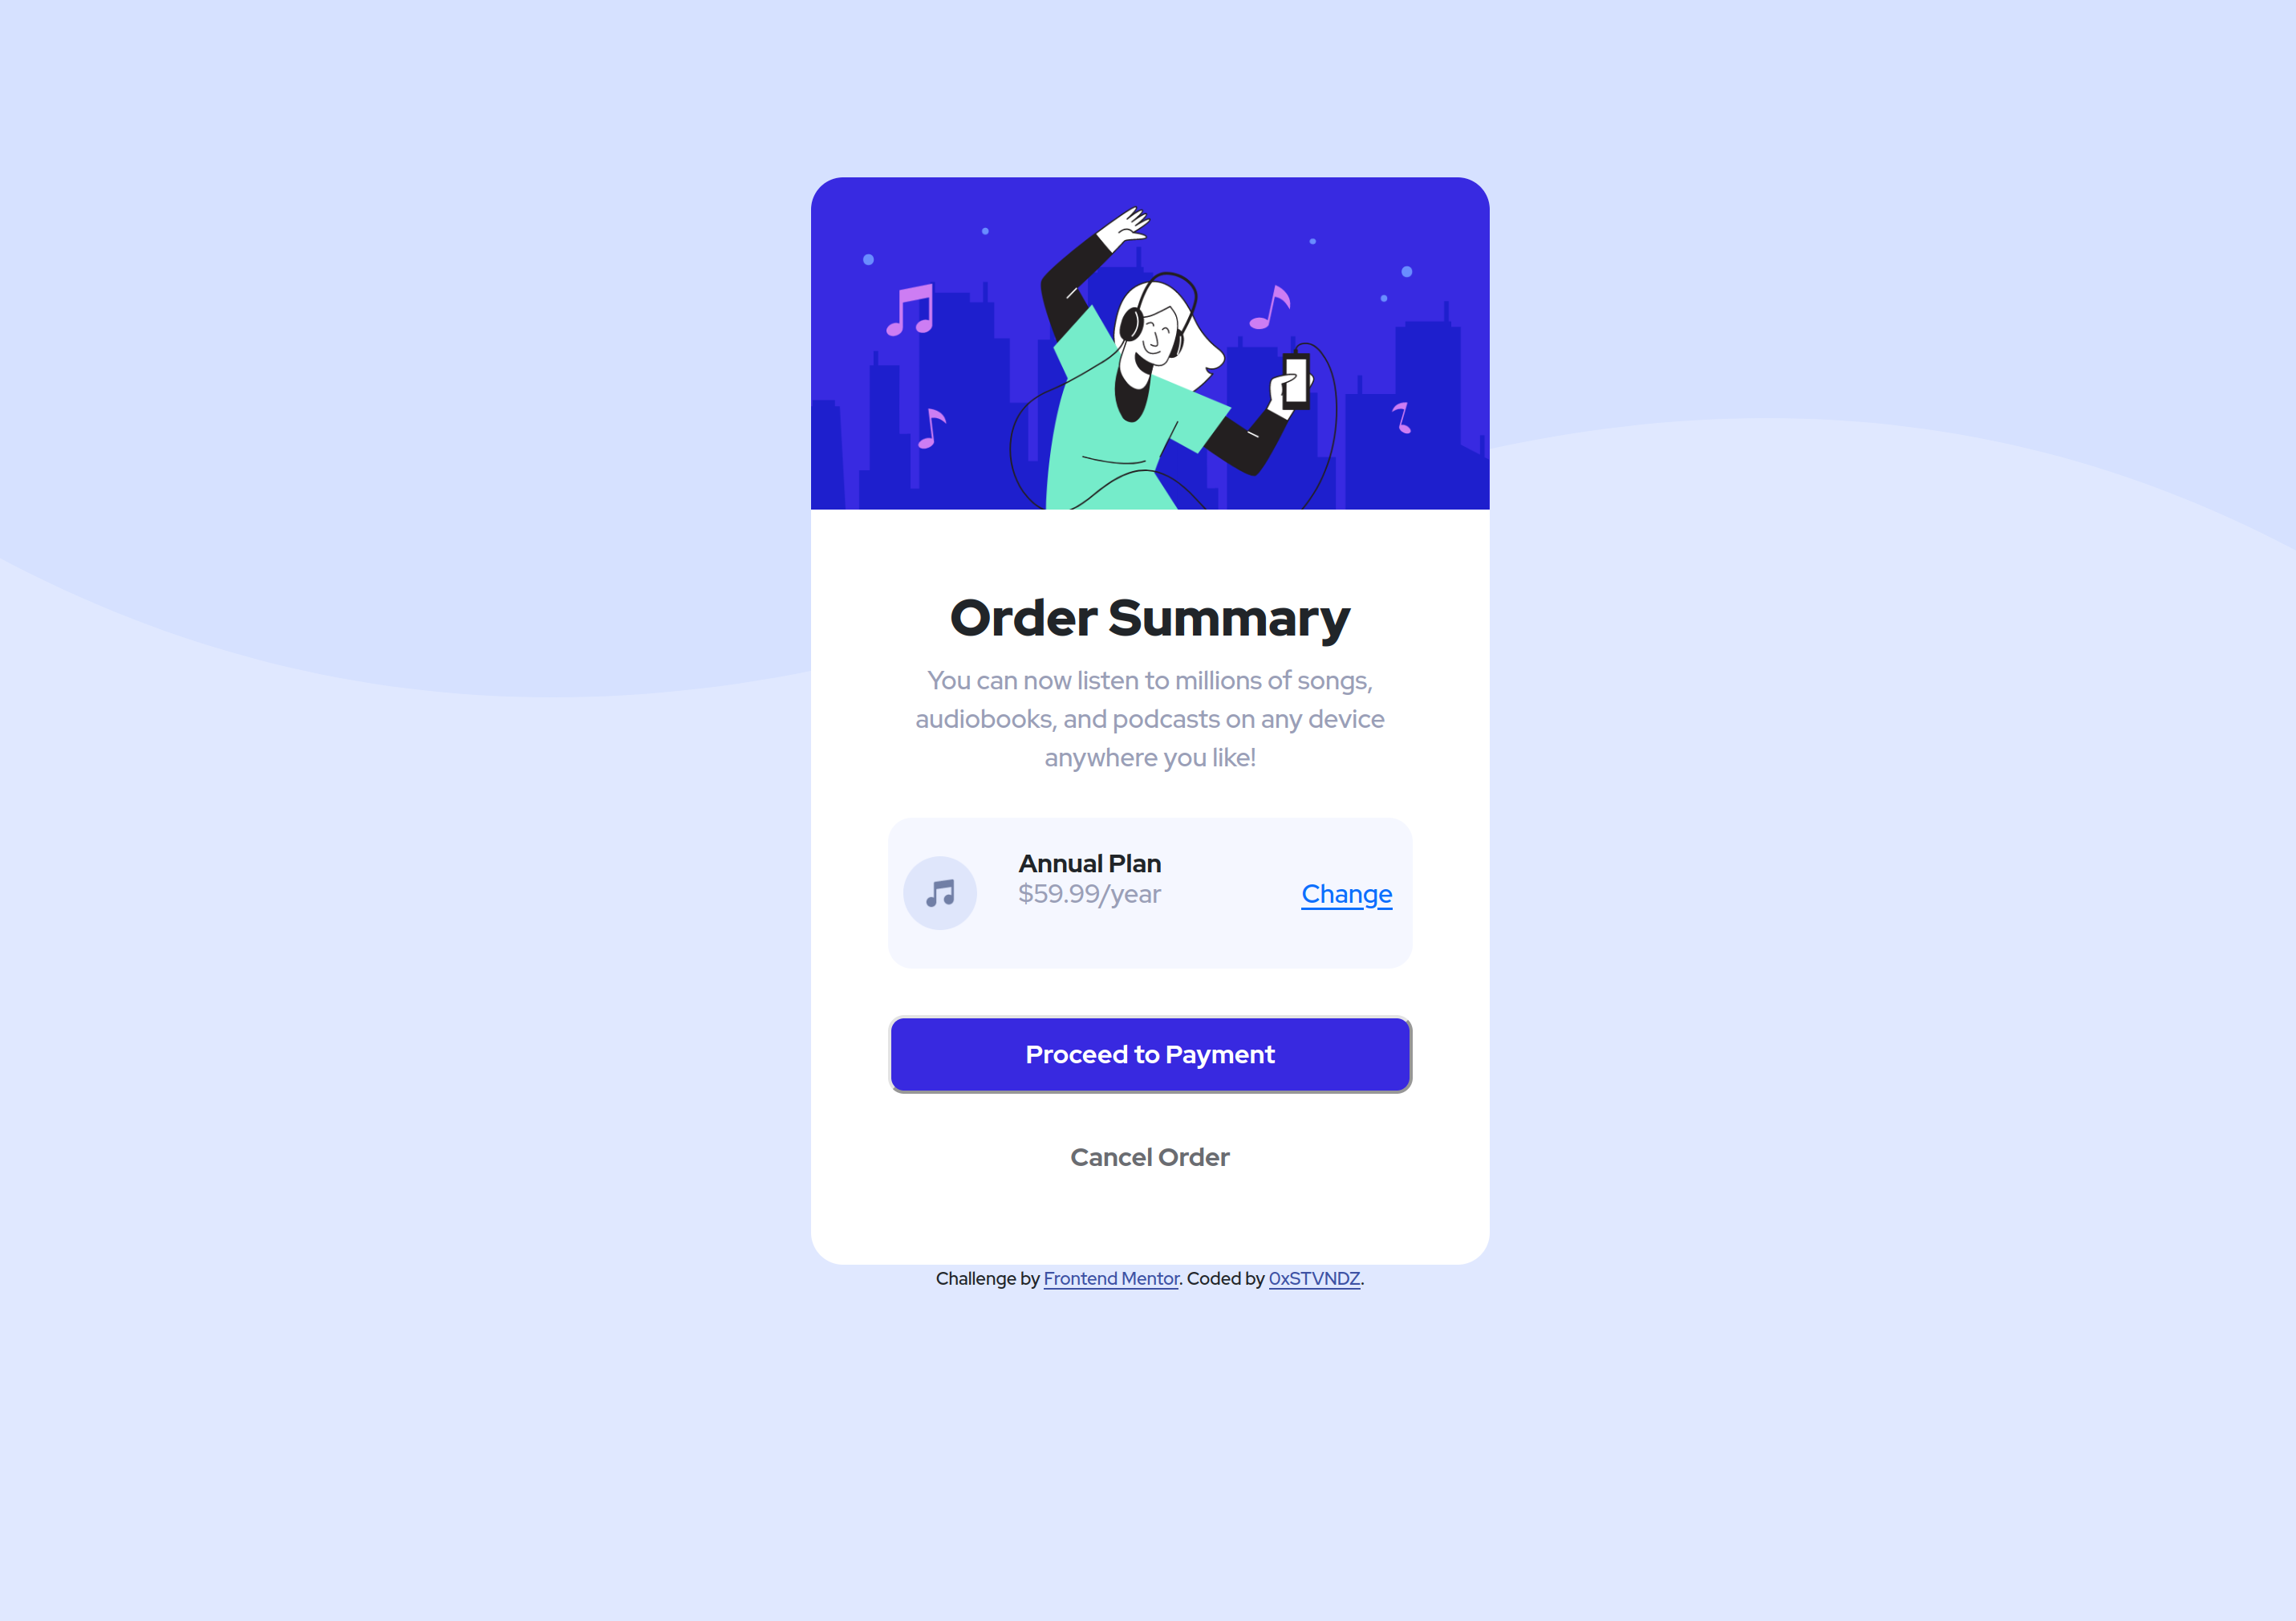 Order Summary
You can now listen to millions of songs,
audiobooks, and podcasts on any device
anywhere you like!
Annual Plan
$59.99/year
Change
Proceed to Payment
Cancel Order
Challenge by Frontend Mentor. Coded by 0xSTVNDZ.